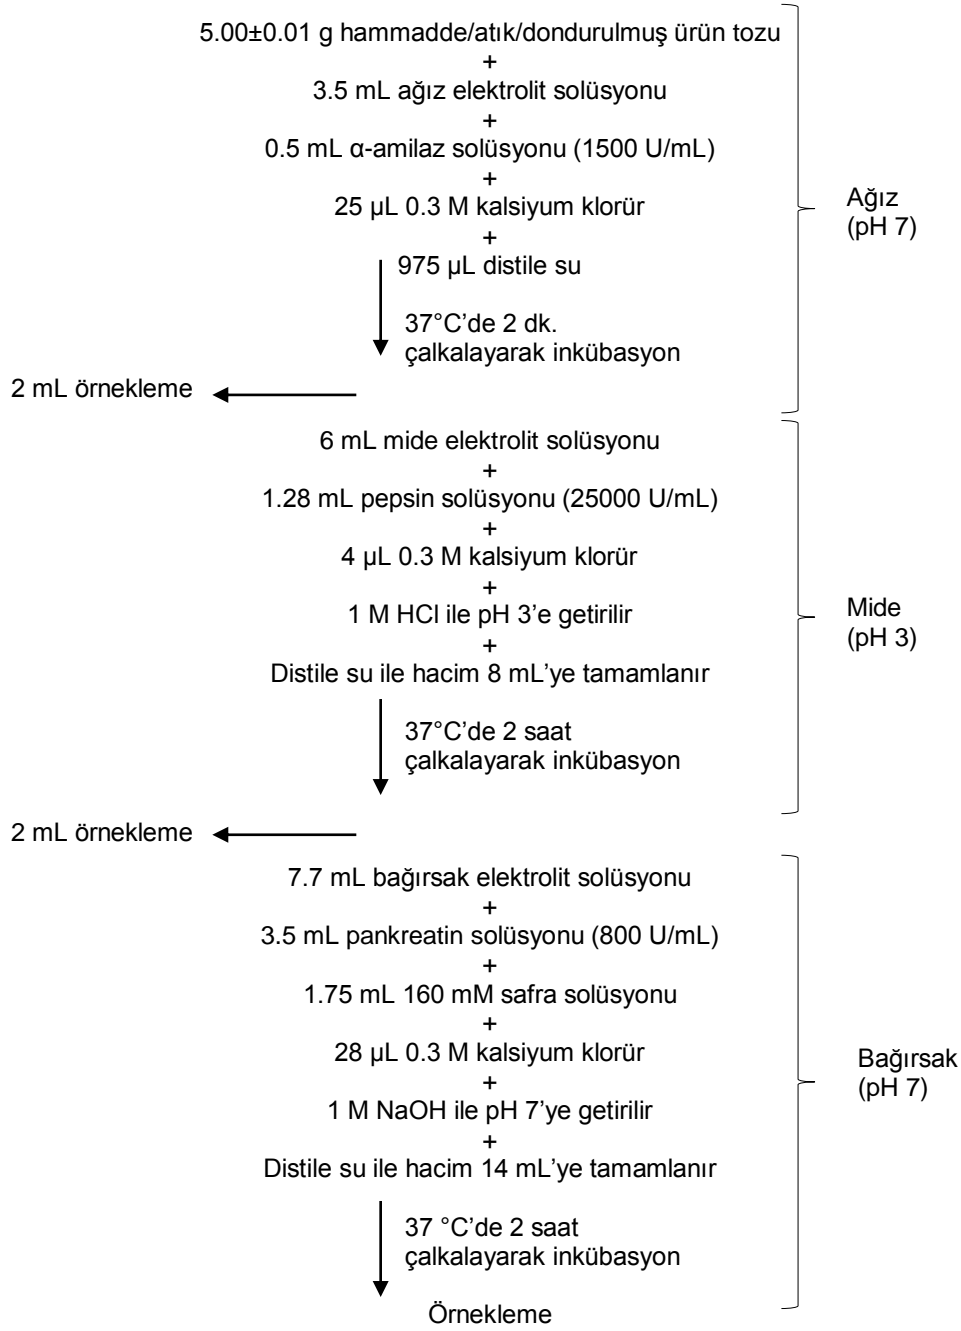 5.00±0.01 g hammadde/atık/dondurulmuş ürün tozu
+
3.5 mL ağız elektrolit solüsyonu
+
0.5 mL α-amilaz solüsyonu (1500 U/mL)
+
25 µL 0.3 M kalsiyum klorür
+
975 µL distile su
Ağız
(pH 7)
37°C’de 2 dk.
çalkalayarak inkübasyon
2 mL örnekleme
6 mL mide elektrolit solüsyonu
+
1.28 mL pepsin solüsyonu (25000 U/mL)
+
4 µL 0.3 M kalsiyum klorür
+
1 M HCl ile pH 3’e getirilir
+
Distile su ile hacim 8 mL’ye tamamlanır
Mide
(pH 3)
37°C’de 2 saat
çalkalayarak inkübasyon
2 mL örnekleme
7.7 mL bağırsak elektrolit solüsyonu
+
3.5 mL pankreatin solüsyonu (800 U/mL)
+
1.75 mL 160 mM safra solüsyonu
+
28 µL 0.3 M kalsiyum klorür
+
1 M NaOH ile pH 7’ye getirilir
+
Distile su ile hacim 14 mL’ye tamamlanır
Bağırsak
(pH 7)
37 °C’de 2 saat
çalkalayarak inkübasyon
Örnekleme